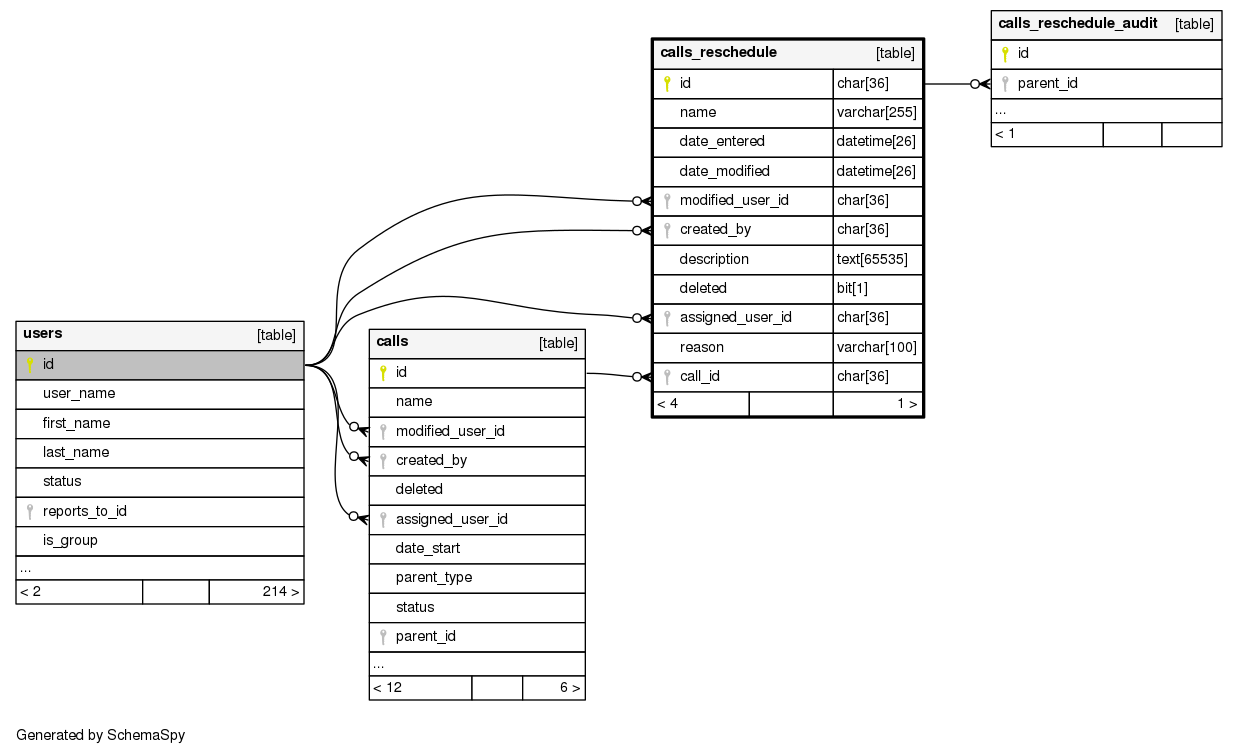 calls_reschedule_audit [table]
id
parent_id
...
< 1
calls_reschedule [table]
id char[36]
name varchar[255]
date_entered datetime[26]
date_modified datetime[26]
modified_user_id char[36]
created_by char[36]
description text[65535]
deleted bit[1]
assigned_user_id char[36]
reason varchar[100]
call_id char[36]
< 4 1 >
users [table]
id
user_name
first_name
last_name
status
reports_to_id
is_group
...
< 2 214 >
calls [table]
id
name
modified_user_id
created_by
deleted
assigned_user_id
date_start
parent_type
status
parent_id
...
< 12 6 >
Generated by SchemaSpy